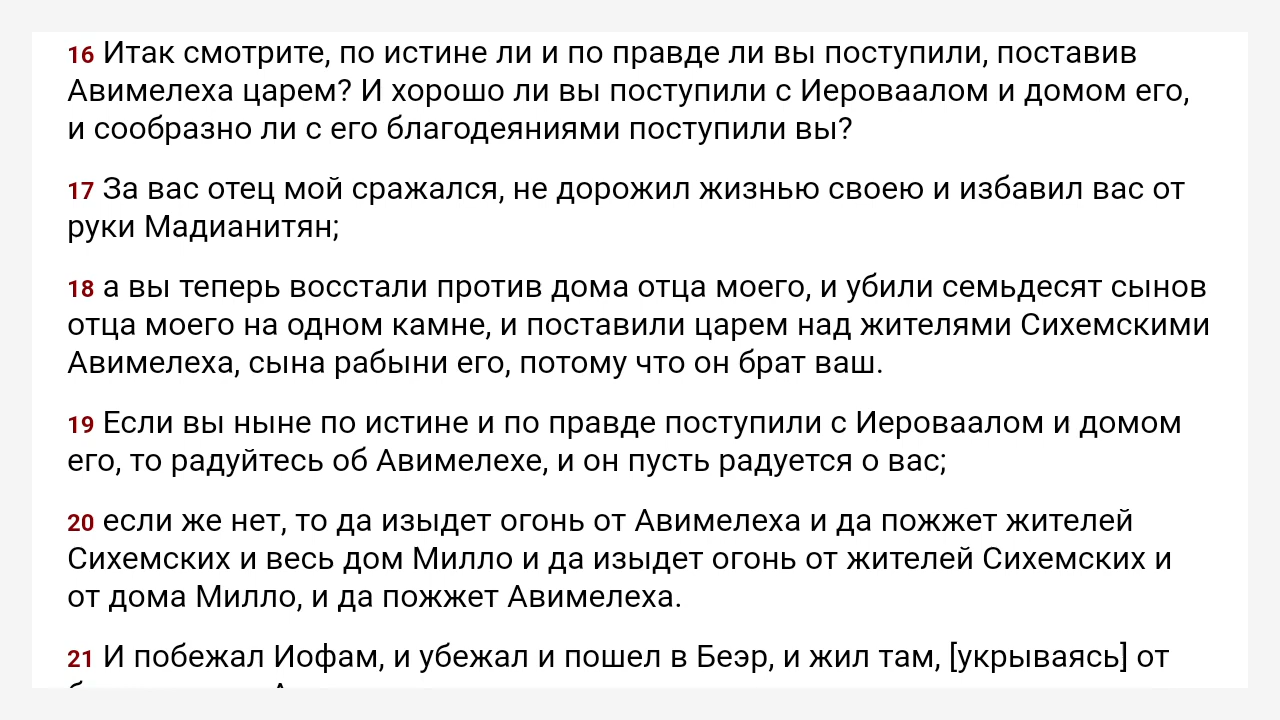 16 Итак смотрите, по истине ли и по правде ли вы поступили, поставив
Авимелеха царем? И хорошо ли вы поступили с Иероваалом и домом его,
и сообразно ли с его благодеяниями поступили вы?
17 За вас отец мой сражался, не дорожил жизнью своею и избавил вас от
руки Мадианитян;
18 а вы теперь восстали против дома отца моего, и убили семьдесят сынов
отца моего на одном камне, и поставили царем над жителями Сихемскими
Авимелеха, сына рабыни его, потому что он брат ваш.
19 Если вы ныне по истине и по правде поступили с Иероваалом и домом
его, то радуйтесь об Авимелехе, и он пусть радуется о вас;
20 если же нет, то да изыдет огонь от Авимелеха и да пожжет жителей
Сихемских и весь дом Милло и да изыдет огонь от жителей Сихемских и
от дома Милло, и да пожжет Авимелеха.
21 И побежал Иофам, и убежал и пошел в Беэр, и жил там, [укрываясь] от